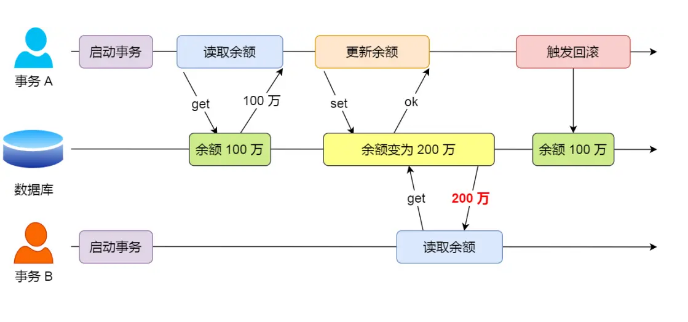 启动事务
读取余额
更新余额
触发回滚
事务 A
get
100 万
set
ok
余额 100 万
余额变为 200 万
余额 100 万
数据库
get
200 万
启动事务
读取余额
事务 B